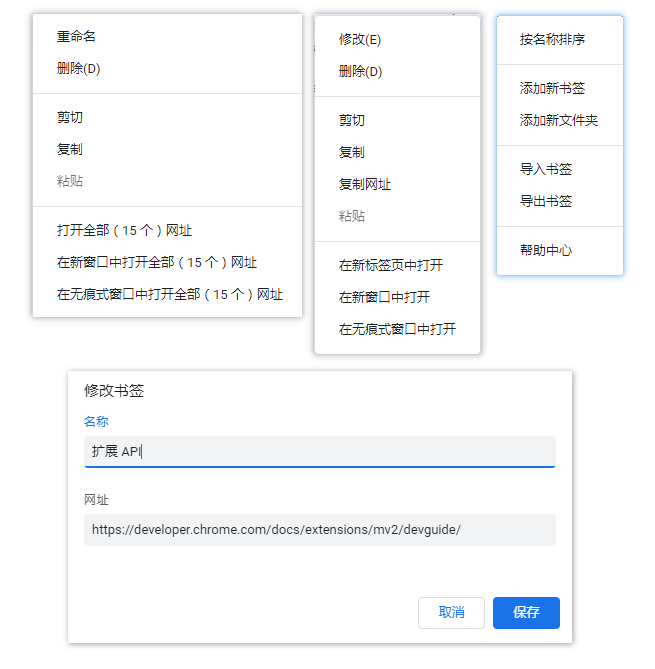 重命名
删除(D)
剪切
复制
粘贴
打开全部（15 个）网址
在新窗口中打开全部（15 个）网址
在无痕式窗口中打开全部（15 个）网址
修改(E)
删除(D)
剪切
复制
复制网址
粘贴
在新标签页中打开
在新窗口中打开
在无痕式窗口中打开
按名称排序
添加新书签
添加新文件夹
导入书签
导出书签
帮助中心
修改书签
名称
扩展 API
网址
https://developer.chrome.com/docs/extensions/mv2/devguide/
取消
保存